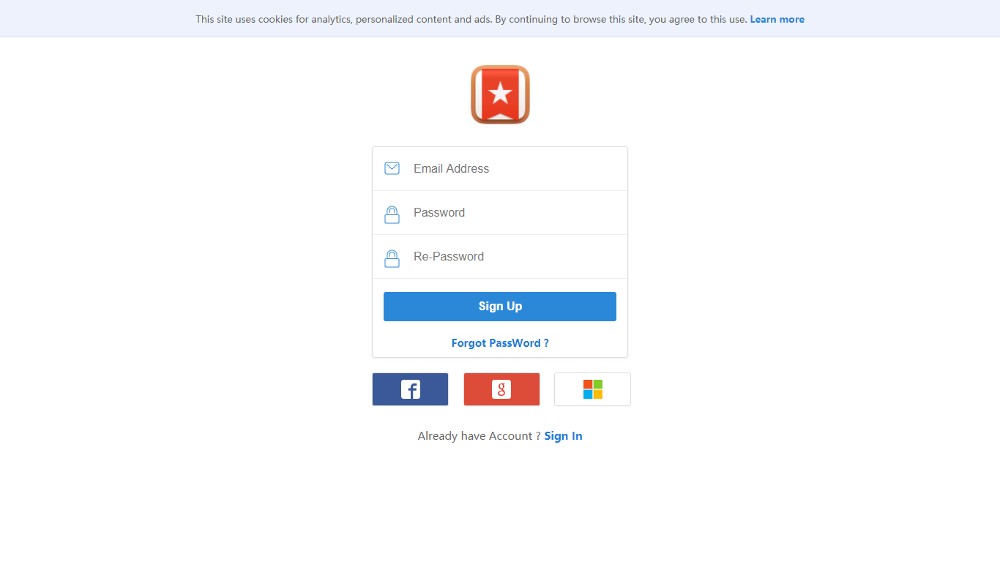 This site uses cookies for analytics, personalized content and ads. By continuing to browse this site, you agree to this use. Learn more
Email Address
Password
Re-Password
Sign Up
Forgot PassWord ?
f
g
Already have Account ? Sign In